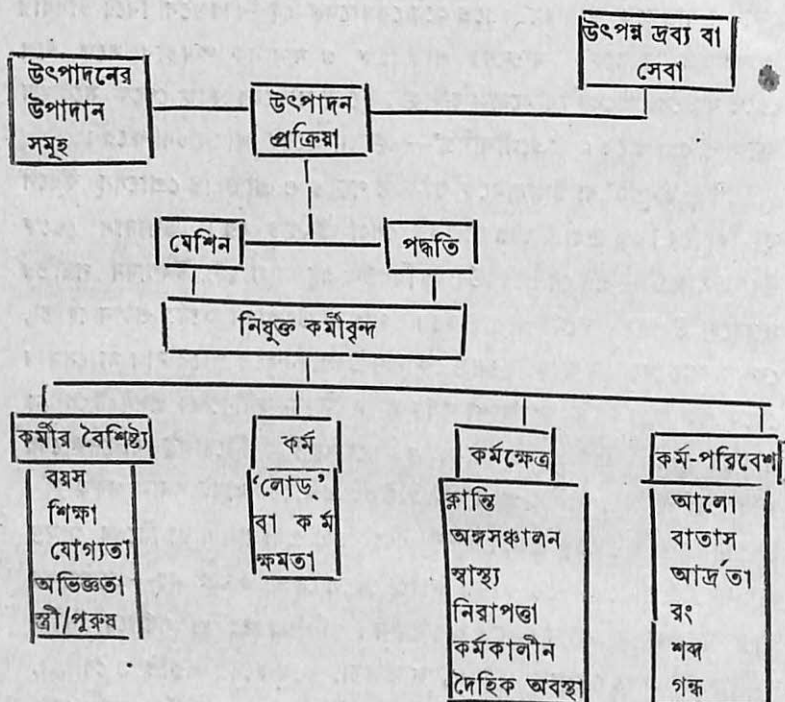 উৎপাদনের
উপাদান
সমূহ
উৎপাদন
প্রক্রিয়া
উৎপন্ন দ্রব্য বা
সেবা
মেশিন
পদ্ধতি
নিযুক্ত কর্মীবৃন্দ
কর্মীর বৈশিষ্ট্য
বয়স
শিক্ষা
যোগ্যতা
অভিজ্ঞতা
স্ত্রী/পুরুষ
কর্ম
‘লোড্’
বা কর্ম
ক্ষমতা
কর্মক্ষেত্র
ক্লান্তি
অঙ্গসঞ্চালন
স্বাস্থ্য
নিরাপত্তা
কর্মকালীন
দৈহিক অবস্থা
কর্ম-পরিবেশ
আলো
বাতাস
আর্দ্রতা
রং
শব্দ
গন্ধ